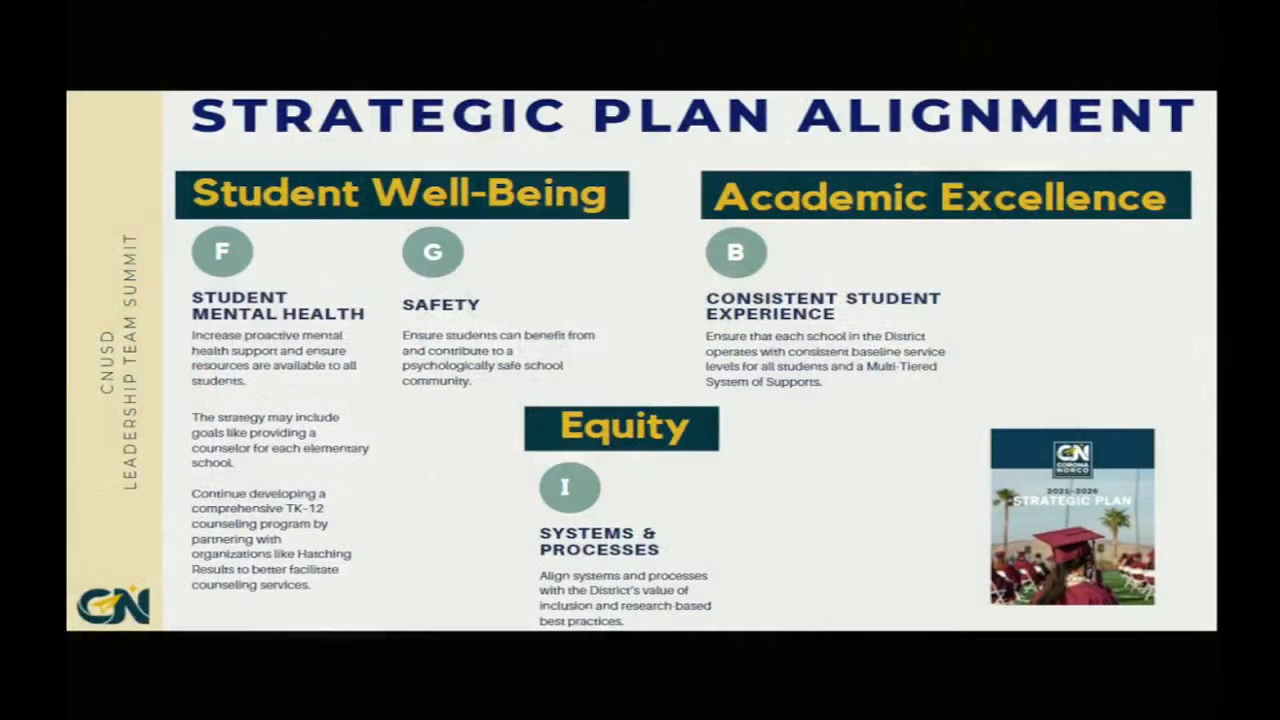 STRATEGIC PLAN ALIGNMENT
CNUSD
LEADERSHIP TEAM SUMMIT
Student Well-Being
F
STUDENT
MENTAL HEALTH
Increase proactive mental
health support and ensure
resources are available to all
students.
The strategy may include
goals like providing a
counselor for each elementary
school.
Continue developing a
comprehensive TK-12
counseling program by
partnering with
organizations like Hatching
Results to better facilitate
counseling services.
G
SAFETY
Ensure students can benefit from
and contribute to a
psychologically safe school
community.
Academic Excellence
B
CONSISTENT STUDENT
EXPERIENCE
Ensure that each school in the District
operates with consistent baseline service
levels for all students and a Multi-Tiered
System of Supports.
Equity
I
SYSTEMS &
PROCESSES
Align systems and processes
with the District's value of
inclusion and research-based
best practices.
CN
CORONA
NORCO
2021-2026
STRATEGIC PLAN
CN